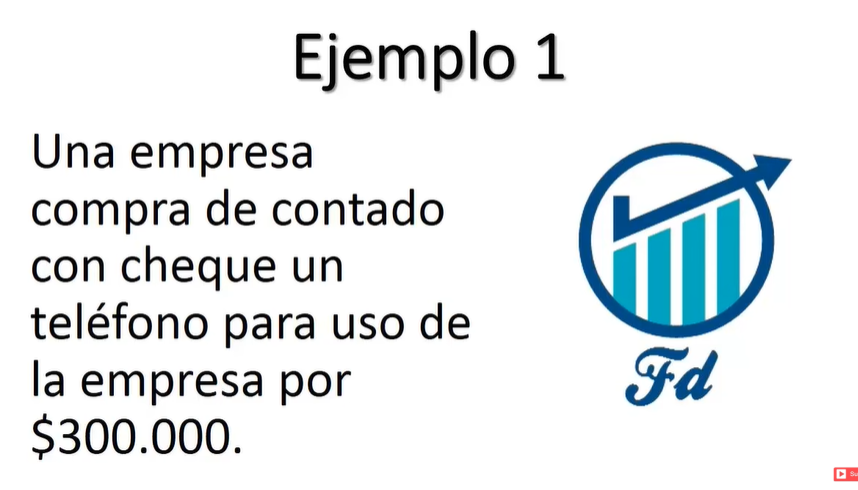 Ejemplo 1
Una empresa
compra de contado
con cheque un
teléfono para uso de
la empresa por
$300.000.
Fd